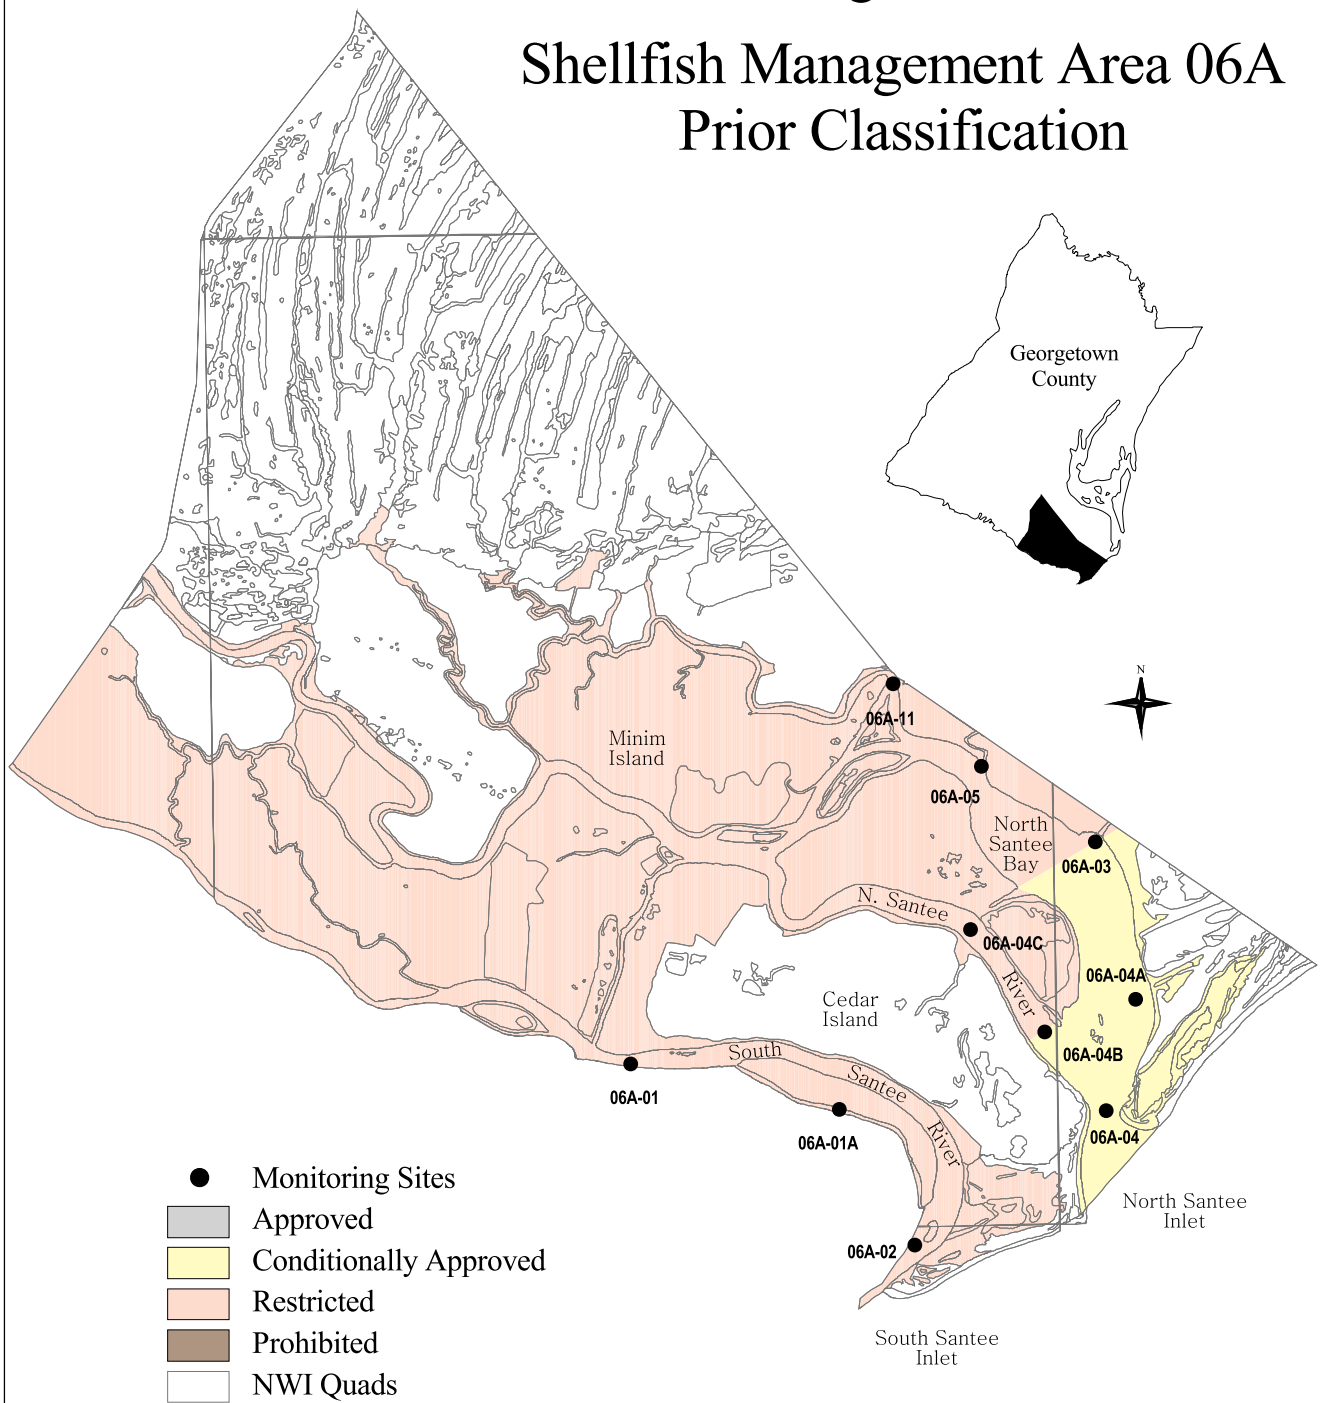 Shellfish Management Area 06A
Prior Classification
Georgetown
County
N
06A-11
Minim
Island
06A-05
North
Santee
Bay
06A-03
N. Santee
River
06A-04C
06A-04A
Cedar
Island
06A-04B
South
Santee
River
06A-01
06A-01A
06A-04
North Santee
Inlet
06A-02
South Santee
Inlet
Monitoring Sites
Approved
Conditionally Approved
Restricted
Prohibited
NWI Quads